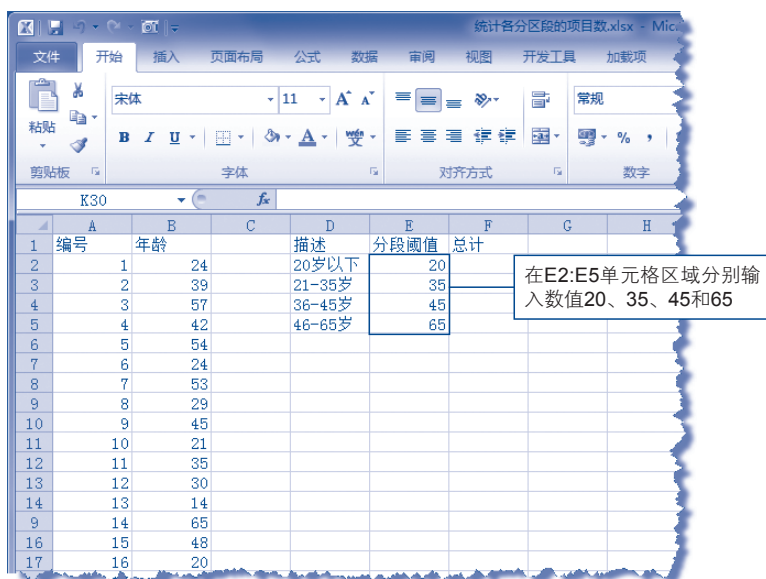 统计各分区段的项目数.xlsx - Mic
文件 开始 插入 页面布局 公式 数据 审阅 视图 开发工具 加载项
粘贴 宋体 11 A A 常规
B I U A wén 文 % ,
剪贴板 字体 对齐方式 数字
K30 fx
A B C D E F G H
1 编号 年龄 描述 分段阈值 总计
2 1 24 20岁以下 20
3 2 39 21-35岁 35
4 3 57 36-45岁 45
5 4 42 46-65岁 65
6 5 54
7 6 24
8 7 53
9 8 29
10 9 45
11 10 21
12 11 35
13 12 30
14 13 14
9 14 65
16 15 48
17 16 20
在E2:E5单元格区域分别输
入数值20、35、45和65